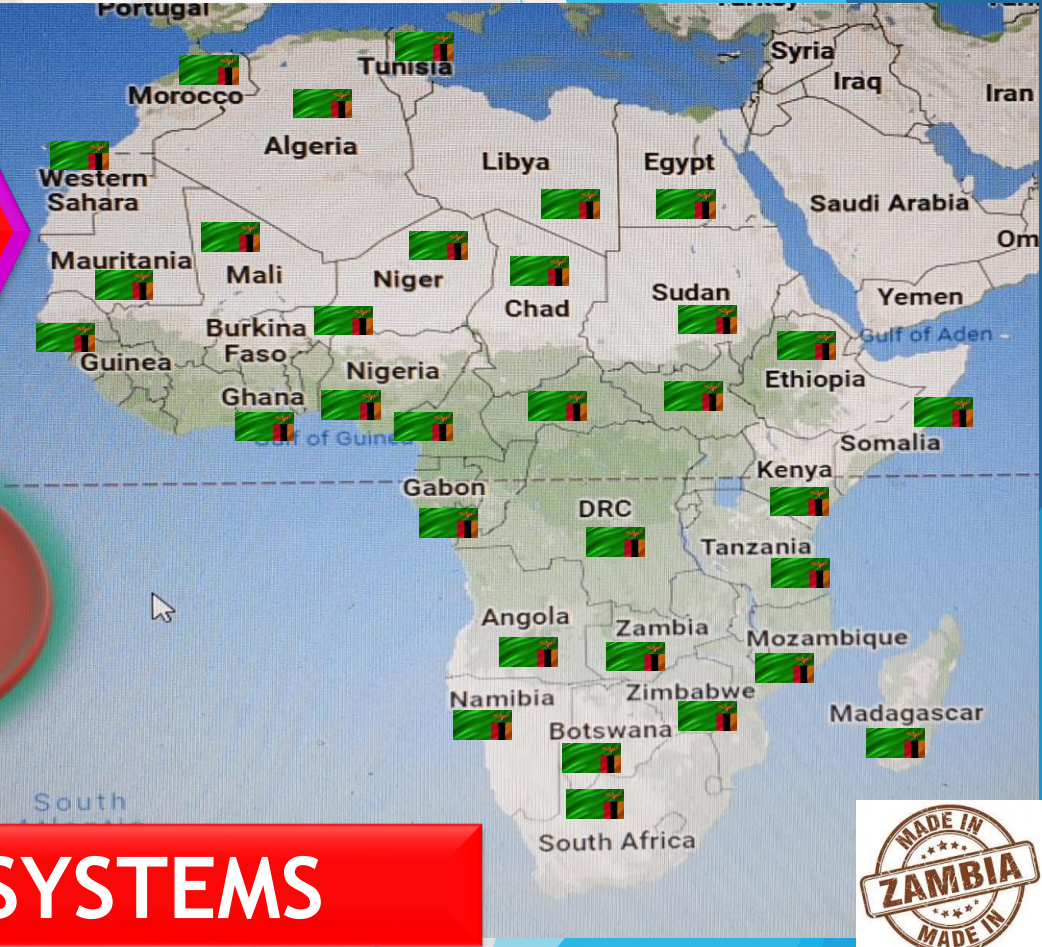 Portugal
Syria
Iraq
Iran
Tunisia
Morocco
Algeria
Libya
Egypt
Western
Sahara
Saudi Arabia
Om
Mauritania
Mali
Niger
Chad
Sudan
Yemen
Burkina
Faso
Guinea
Nigeria
Gulf of Aden
Ethiopia
Ghana
Gulf of Guinea
Somalia
Kenya
Gabon
DRC
Tanzania
Angola
Zambia
Mozambique
Namibia
Zimbabwe
Botswana
Madagascar
South
South Africa
SYSTEMS
MADE IN
ZAMBIA
MADE IN